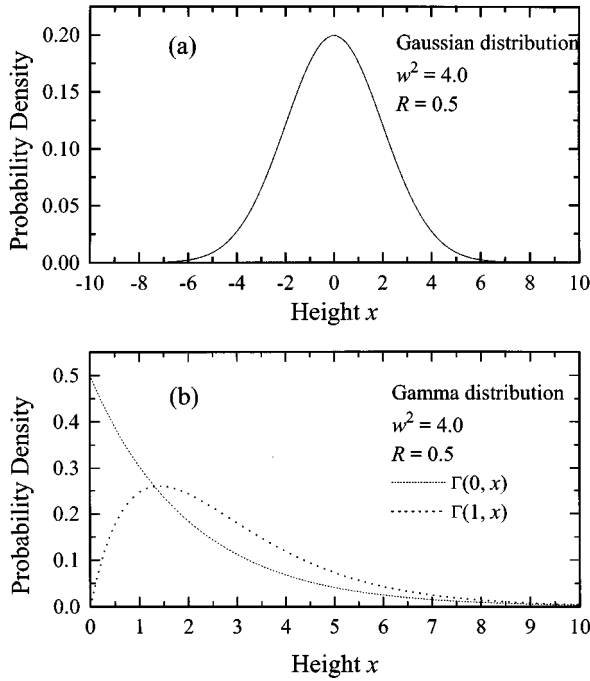 (a)
Gaussian distribution
w² = 4.0
R = 0.5
Probability Density
0.20
0.15
0.10
0.05
0.00
-10 -8 -6 -4 -2 0 2 4 6 8 10
Height x
(b)
Gamma distribution
w² = 4.0
R = 0.5
Γ(0, x)
Γ(1, x)
Probability Density
0.5
0.4
0.3
0.2
0.1
0.0
0 1 2 3 4 5 6 7 8 9 10
Height x